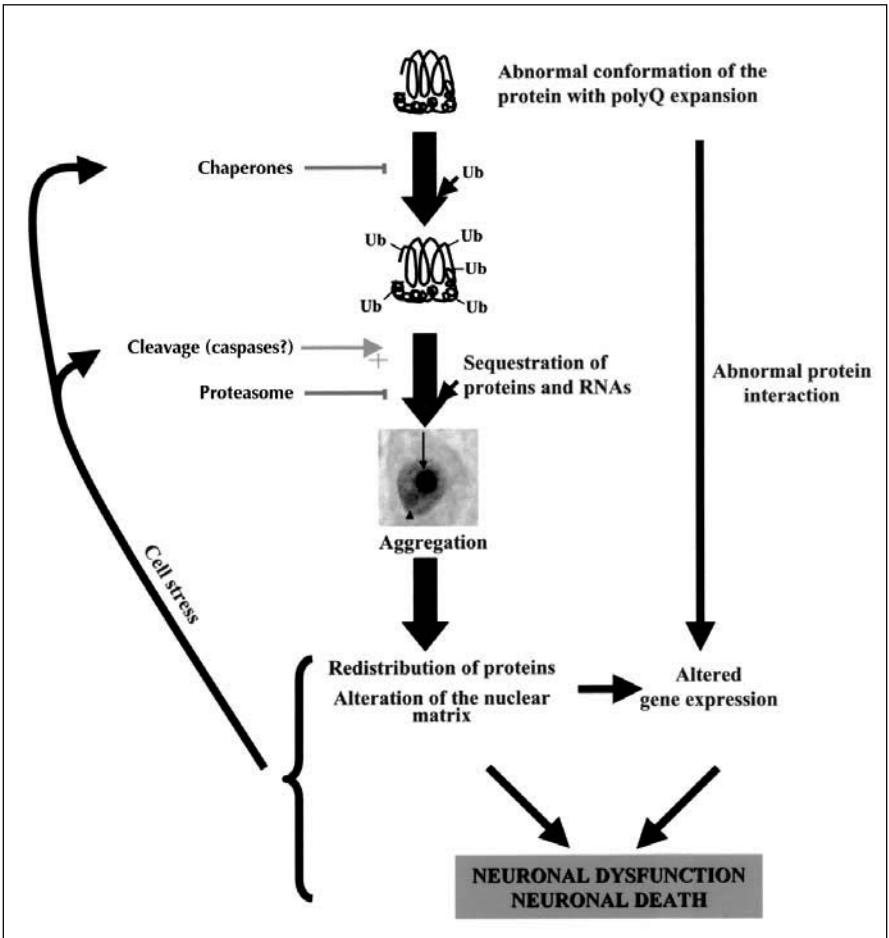 Abnormal conformation of the
protein with polyQ expansion
Chaperones
Ub
Ub
Ub
Ub
Ub
Ub
Cleavage (caspases?)
+
Sequestration of
proteins and RNAs
Proteasome
Abnormal protein
interaction
Aggregation
Cell stress
Redistribution of proteins
Alteration of the nuclear
matrix
Altered
gene expression
NEURONAL DYSFUNCTION
NEURONAL DEATH